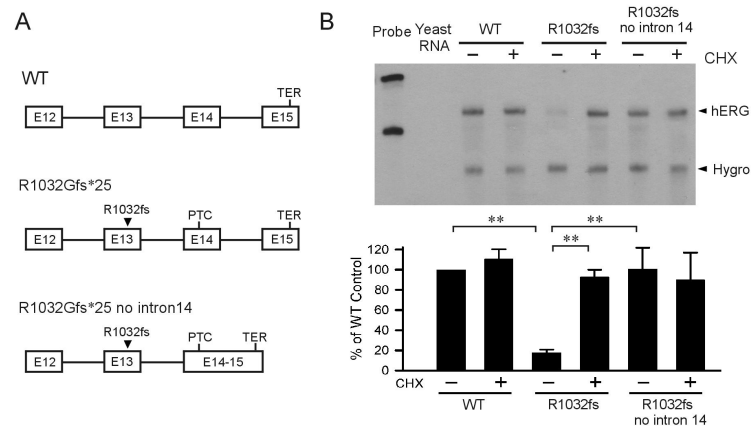 A
WT
TER
E12 E13 E14 E15
R1032Gfs*25
R1032fs
PTC TER
E12 E13 E14 E15
R1032Gfs*25 no intron14
R1032fs
PTC TER
E12 E13 E14-15
B
Probe Yeast RNA WT R1032fs R1032fs no intron 14
− + − + − + CHX
hERG
Hygro
** **
**
% of WT Control
120
100
80
60
40
20
0
CHX − + − + − +
WT R1032fs R1032fs
no intron 14